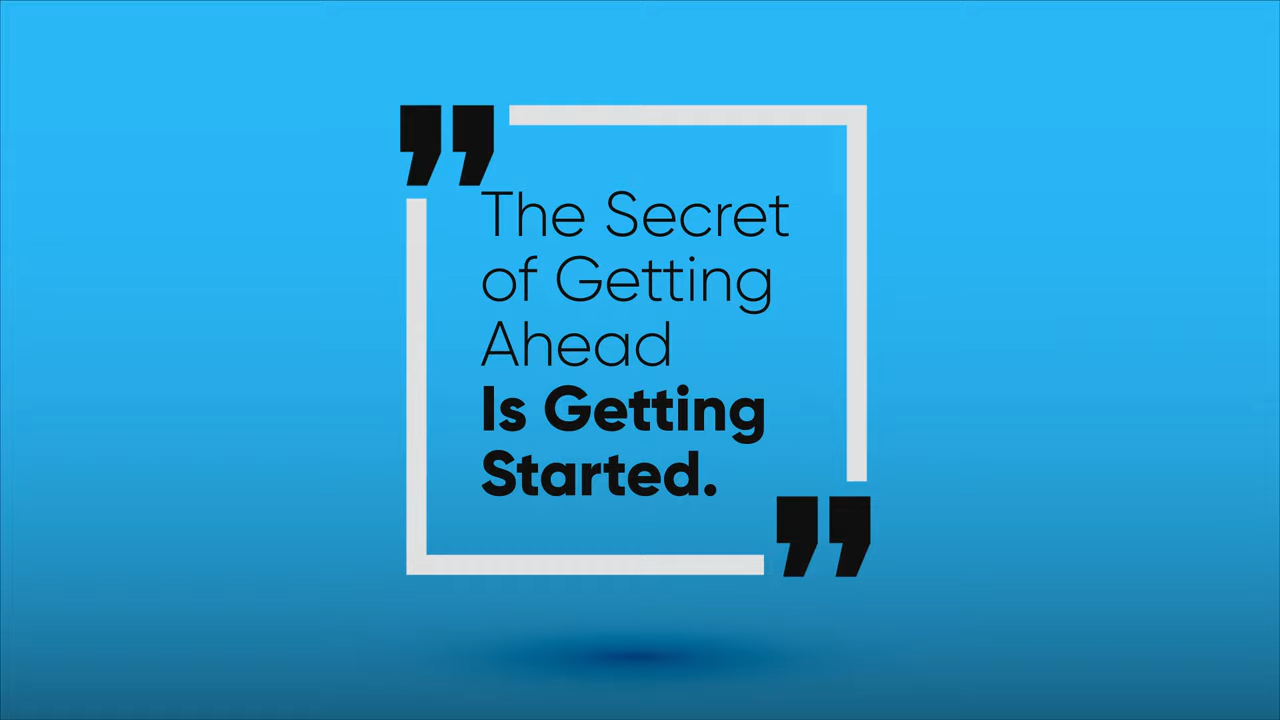 ”
The Secret
of Getting
Ahead
Is Getting
Started.
”